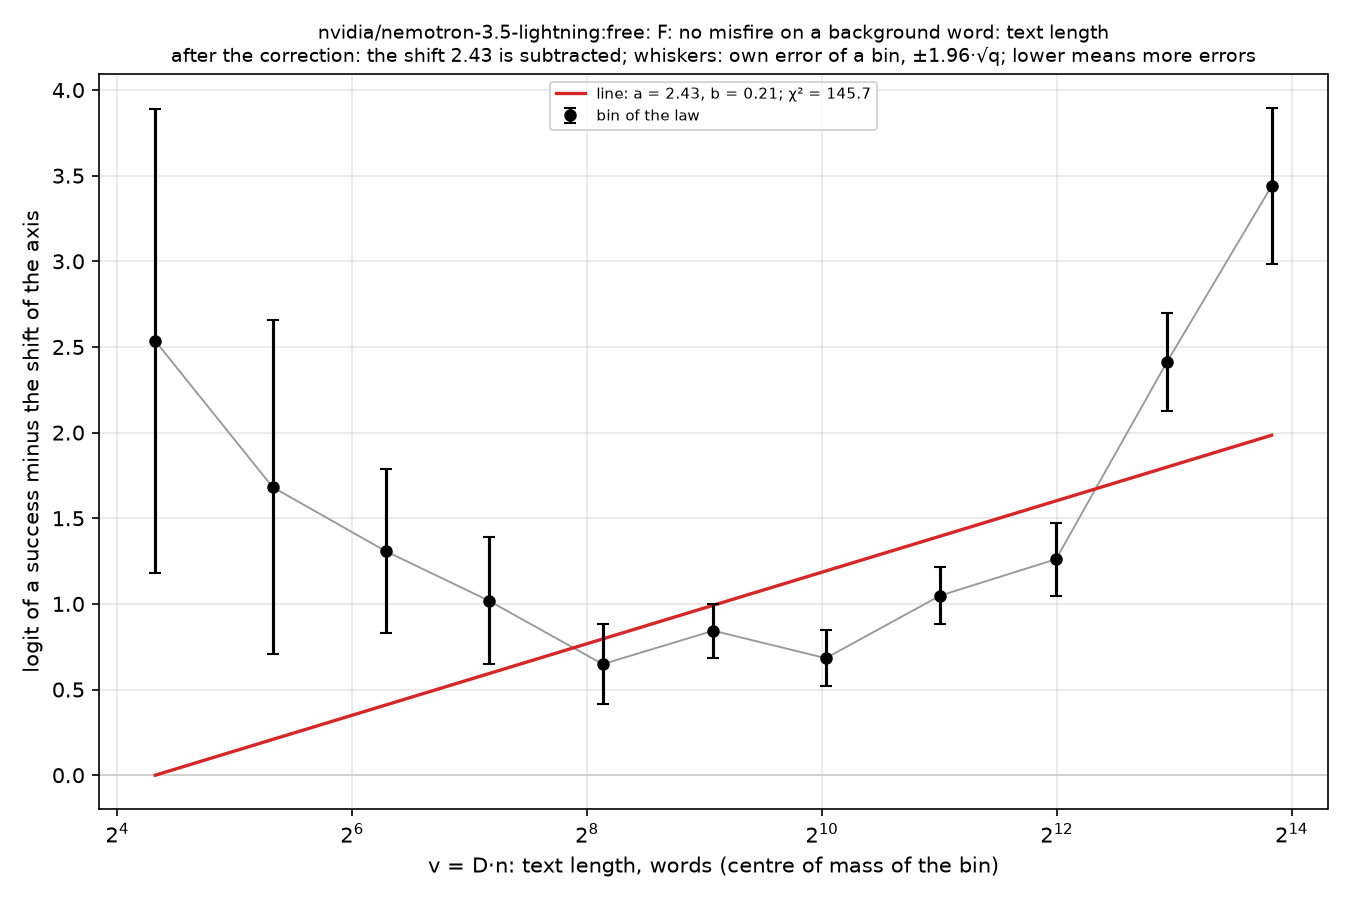 nvidia/nemotron-3.5-lightning:free: F: no misfire on a background word: text length
after the correction: the shift 2.43 is subtracted; whiskers: own error of a bin, ±1.96·√q; lower means more errors
line: a = 2.43, b = 0.21; χ² = 145.7
bin of the law
logit of a success minus the shift of the axis
4.0
3.5
3.0
2.5
2.0
1.5
1.0
0.5
0.0
2⁴ 2⁶ 2⁸ 2¹⁰ 2¹² 2¹⁴
v = D·n: text length, words (centre of mass of the bin)